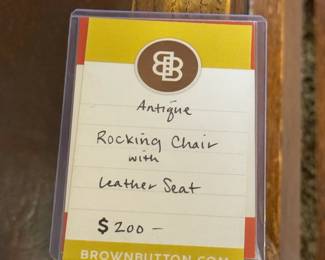 BB
Antique
Rocking Chair
with
Leather Seat
$200-
BROWNBUTTON.COM